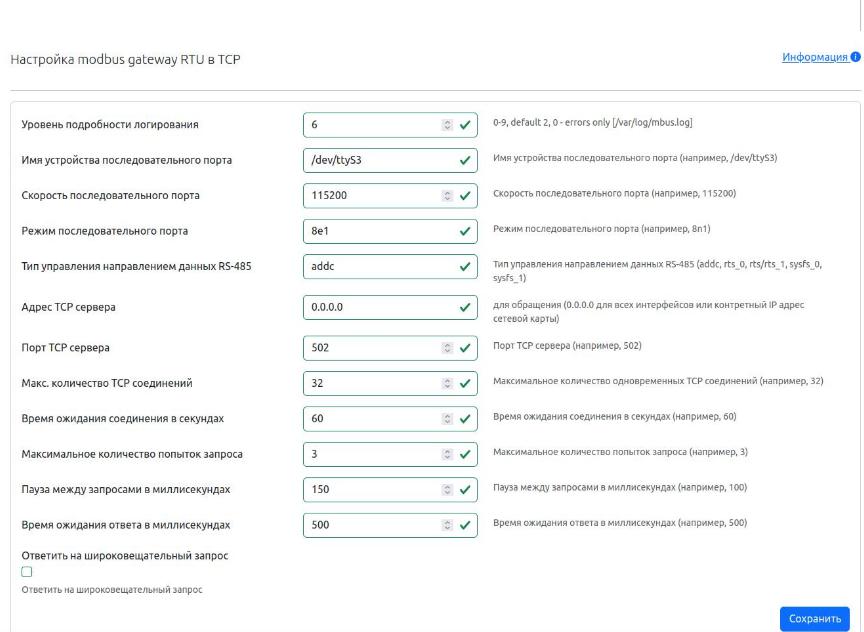 Настройка modbus gateway RTU в TCP
Информация
Уровень подробности логирования
6
0-9, default 2, 0 - errors only [/var/log/mbus.log]
Имя устройства последовательного порта
/dev/ttyS3
Имя устройства последовательного порта (например, /dev/ttyS3)
Скорость последовательного порта
115200
Скорость последовательного порта (например, 115200)
Режим последовательного порта
8e1
Режим последовательного порта (например, 8n1)
Тип управления направлением данных RS-485
addc
Тип управления направлением данных RS-485 (addc, rts_0, rts/rts_1, sysfs_0,
sysfs_1)
Адрес TCP сервера
0.0.0.0
для обращения (0.0.0.0 для всех интерфейсов или контретный IP адрес
сетевой карты)
Порт TCP сервера
502
Порт TCP сервера (например, 502)
Макс. количество TCP соединений
32
Максимальное количество одновременных TCP соединений (например, 32)
Время ожидания соединения в секундах
60
Время ожидания соединения в секундах (например, 60)
Максимальное количество попыток запроса
3
Максимальное количество попыток запроса (например, 3)
Пауза между запросами в миллисекундах
150
Пауза между запросами в миллисекундах (например, 100)
Время ожидания ответа в миллисекундах
500
Время ожидания ответа в миллисекундах (например, 500)
Ответить на широковещательный запрос
Ответить на широковещательный запрос
Сохранить